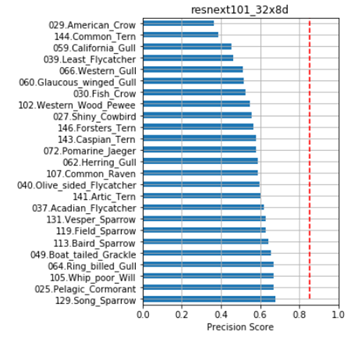 resnext101_32x8d
029.American_Crow
144.Common_Tern
059.California_Gull
039.Least_Flycatcher
066.Western_Gull
060.Glaucous_winged_Gull
030.Fish_Crow
102.Western_Wood_Pewee
027.Shiny_Cowbird
146.Forsters_Tern
143.Caspian_Tern
072.Pomarine_Jaeger
062.Herring_Gull
107.Common_Raven
040.Olive_sided_Flycatcher
141.Artic_Tern
037.Acadian_Flycatcher
131.Vesper_Sparrow
119.Field_Sparrow
113.Baird_Sparrow
049.Boat_tailed_Grackle
064.Ring_billed_Gull
105.Whip_poor_Will
025.Pelagic_Cormorant
129.Song_Sparrow
0.0 0.2 0.4 0.6 0.8 1.0
Precision Score